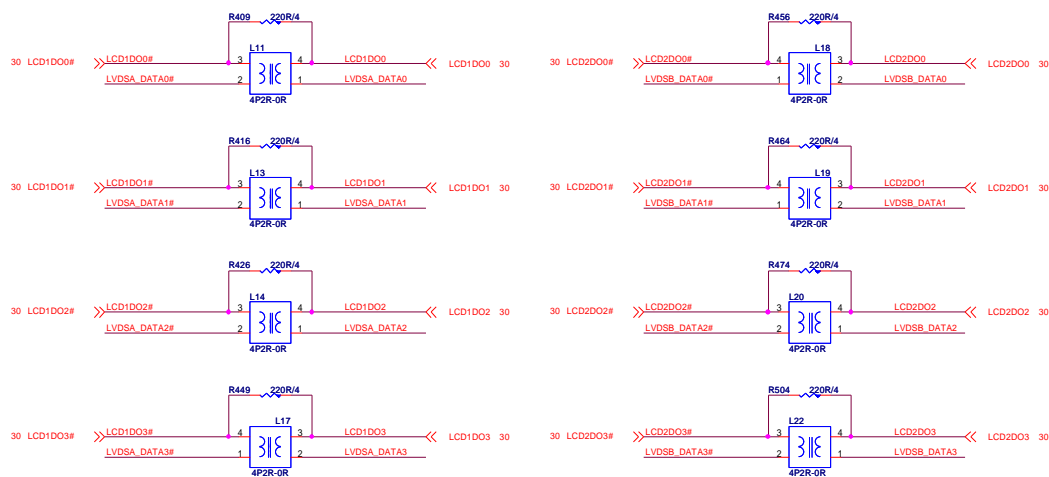 R409 220R/4
L11
30 LCD1DO0# LCD1DO0# 3 4 LCD1DO0 LCD1DO0 30
LVDSA_DATA0# 2 1 LVDSA_DATA0
4P2R-0R
R456 220R/4
L18
30 LCD2DO0# LCD2DO0# 4 3 LCD2DO0 LCD2DO0 30
LVDSB_DATA0# 1 2 LVDSB_DATA0
4P2R-0R
R416 220R/4
L13
30 LCD1DO1# LCD1DO1# 3 4 LCD1DO1 LCD1DO1 30
LVDSA_DATA1# 2 1 LVDSA_DATA1
4P2R-0R
R464 220R/4
L19
30 LCD2DO1# LCD2DO1# 4 3 LCD2DO1 LCD2DO1 30
LVDSB_DATA1# 1 2 LVDSB_DATA1
4P2R-0R
R426 220R/4
L14
30 LCD1DO2# LCD1DO2# 3 4 LCD1DO2 LCD1DO2 30
LVDSA_DATA2# 2 1 LVDSA_DATA2
4P2R-0R
R474 220R/4
L20
30 LCD2DO2# LCD2DO2# 3 4 LCD2DO2 LCD2DO2 30
LVDSB_DATA2# 2 1 LVDSB_DATA2
4P2R-0R
R449 220R/4
L17
30 LCD1DO3# LCD1DO3# 4 3 LCD1DO3 LCD1DO3 30
LVDSA_DATA3# 1 2 LVDSA_DATA3
4P2R-0R
R504 220R/4
L22
30 LCD2DO3# LCD2DO3# 3 4 LCD2DO3 LCD2DO3 30
LVDSB_DATA3# 2 1 LVDSB_DATA3
4P2R-0R